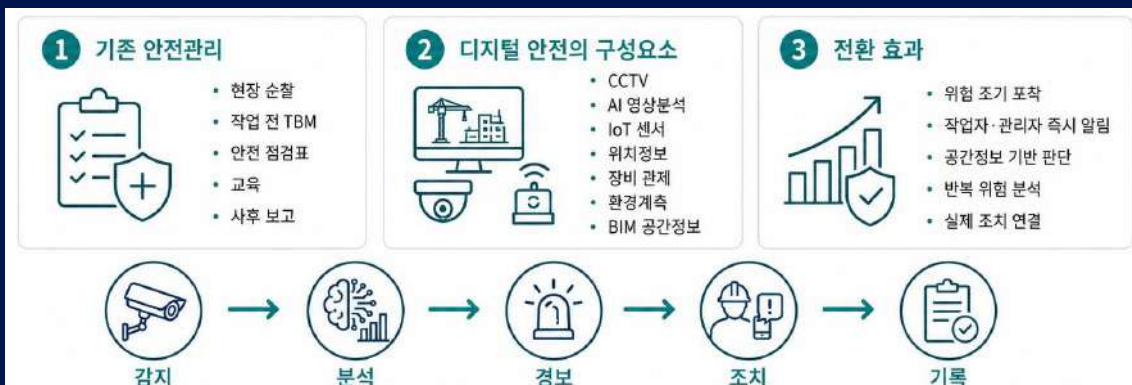 1 기존 안전관리
• 현장 순찰
• 작업 전 TBM
• 안전 점검표
• 교육
• 사후 보고
2 디지털 안전의 구성요소
• CCTV
• AI 영상분석
• IoT 센서
• 위치정보
• 장비 관제
• 환경계측
• BIM 공간정보
3 전환 효과
• 위험 조기 포착
• 작업자·관리자 즉시 알림
• 공간정보 기반 판단
• 반복 위험 분석
• 실제 조치 연결
감지 → 분석 → 경보 → 조치 → 기록